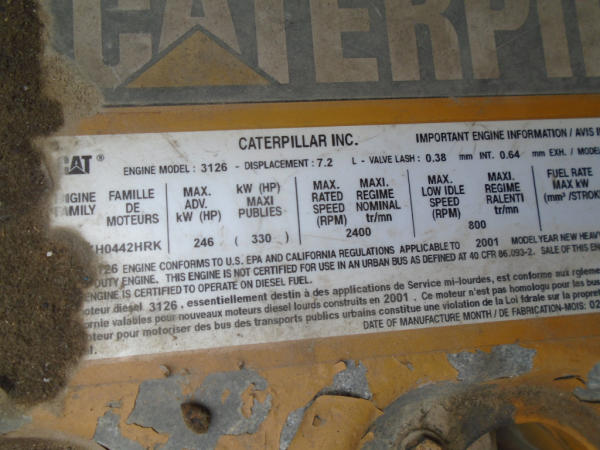 CATERPIL
CAT ® CATERPILLAR INC. IMPORTANT ENGINE INFORMATION / AVIS
ENGINE MODEL : 3126 - DISPLACEMENT : 7.2 L - VALVE LASH : 0.38 mm INT. 0.64 mm EXH. /
ENGINE FAMILY
FAMILLE DE MOTEURS
MAX. ADV. kW (HP)
kW (HP) MAXI PUBLIES
MAX. RATED SPEED (RPM)
MAXI. REGIME NOMINAL tr/mn
MAX. LOW IDLE SPEED (RPM)
MAXI. REGIME RALENTI tr/mn
FUEL RATE MAX kW (mm³/STROK
H0442HRK 246 ( 330 ) 2400 800
126 ENGINE CONFORMS TO U.S. EPA AND CALIFORNIA REGULATIONS APPLICABLE TO 2001 MODEL YEAR NEW HEAVY
DUTY ENGINE. THIS ENGINE IS NOT CERTIFIED FOR USE IN AN URBAN BUS AS DEFINED AT 40 CFR 86.093-2. SALE OF THIS EN
ENGINE IS CERTIFIED TO OPERATE ON DIESEL FUEL.
oteur diesel 3126, essentiellement destin à des applications de Service mi-lourdes, est conforme aux rglemen
ornie valables pour nouveaux moteurs diesel lourds construits en 2001 . Ce moteur n'est pas homologu pour les bus
teur pour motoriser des bus des transports publics urbains constitue une violation de la Loi fdrale sur la propret
l. DATE OF MANUFACTURE MONTH / DE FABRICATION-MOIS: 02